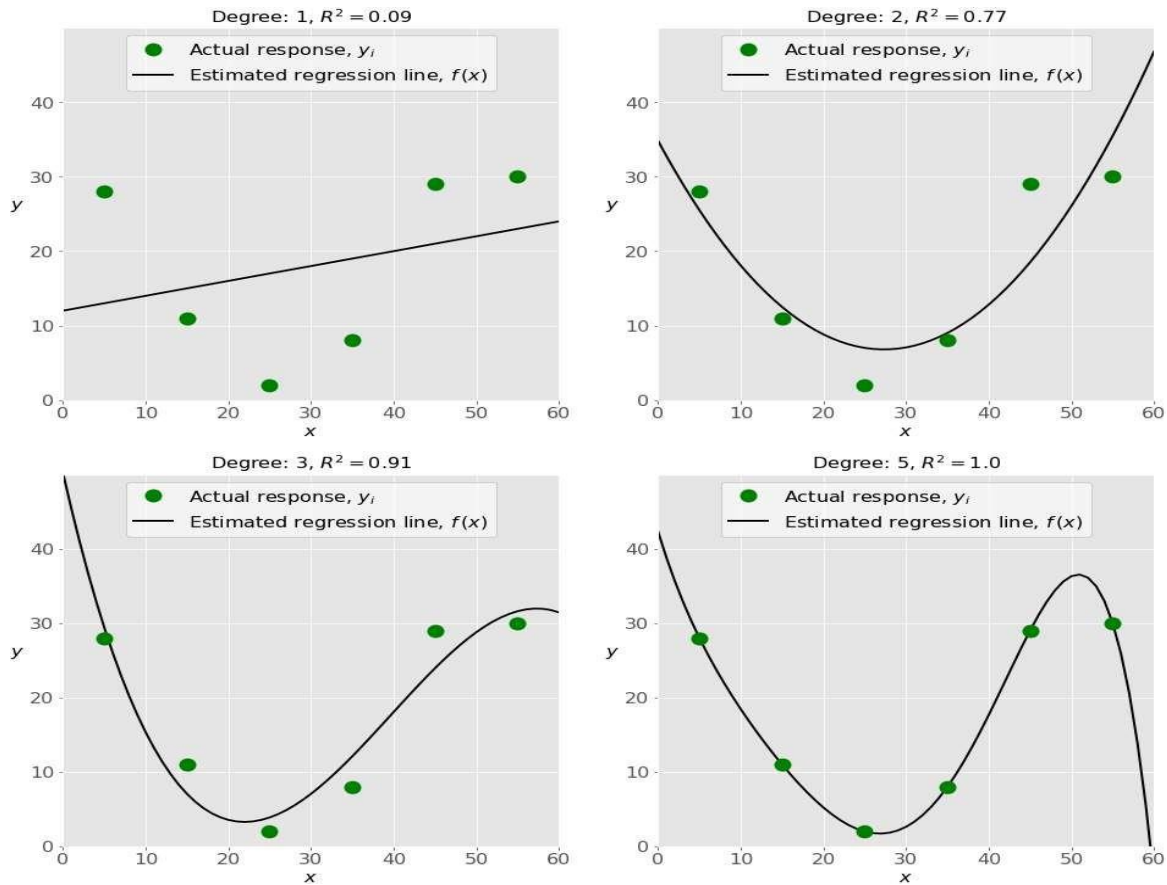 Degree: 1, R² = 0.09
Actual response, yᵢ
Estimated regression line, f(x)
y
40
30
20
10
0
0 10 20 30 40 50 60
x
Degree: 2, R² = 0.77
Actual response, yᵢ
Estimated regression line, f(x)
y
40
30
20
10
0
0 10 20 30 40 50 60
x
Degree: 3, R² = 0.91
Actual response, yᵢ
Estimated regression line, f(x)
y
40
30
20
10
0
0 10 20 30 40 50 60
x
Degree: 5, R² = 1.0
Actual response, yᵢ
Estimated regression line, f(x)
y
40
30
20
10
0
0 10 20 30 40 50 60
x